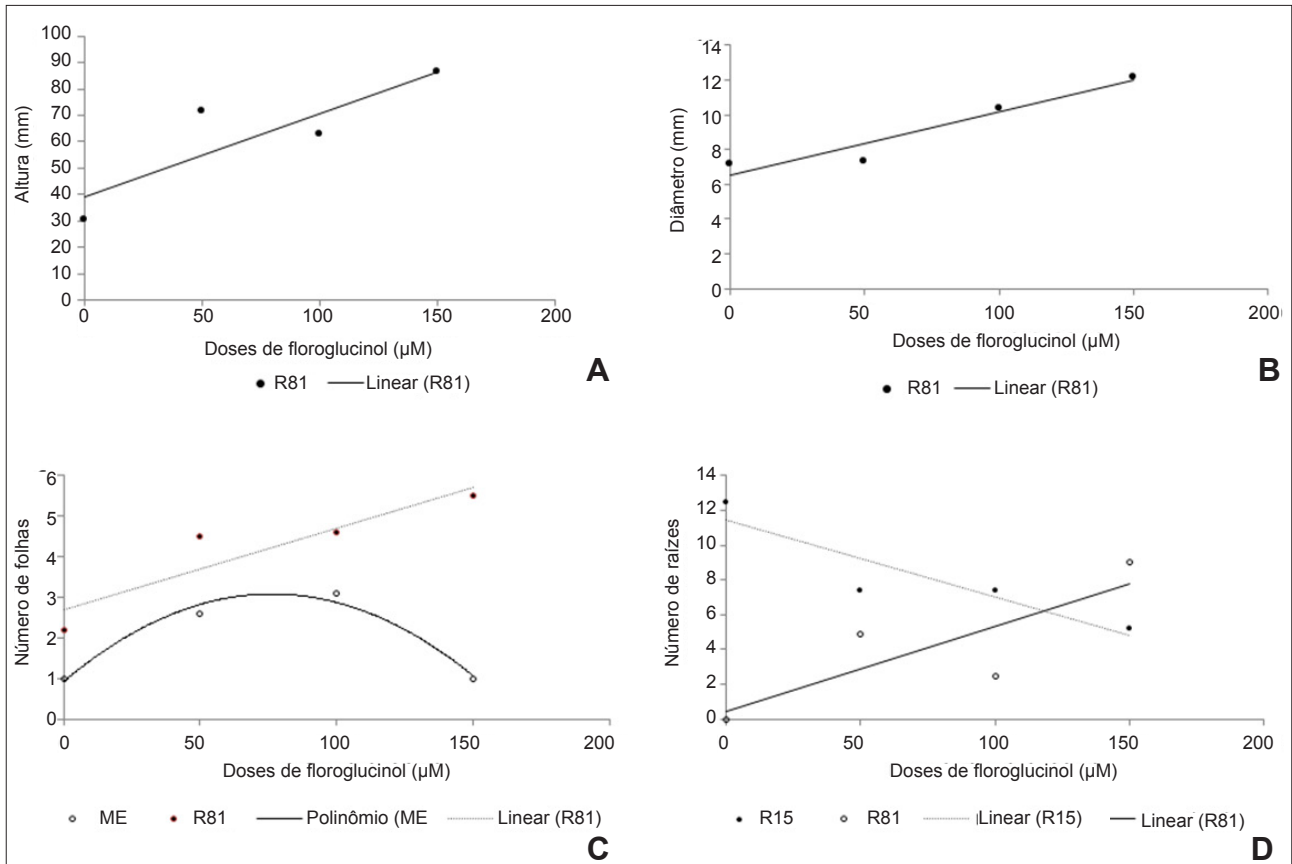 Altura (mm)
100
90
80
70
60
50
40
30
20
10
0
0 50 100 150 200
Doses de floroglucinol (µM)
R81 Linear (R81)
A
Diâmetro (mm)
14
12
10
8
6
4
2
0
0 50 100 150 200
Doses de floroglucinol (µM)
R81 Linear (R81)
B
Número de folhas
6
5
4
3
2
1
0
0 50 100 150 200
Doses de floroglucinol (µM)
ME R81 Polinômio (ME Linear (R81)
C
Número de raízes
14
12
10
8
6
4
2
0
0 50 100 150 200
Doses de floroglucinol (µM)
R15 R81 Linear (R15) Linear (R81)
D